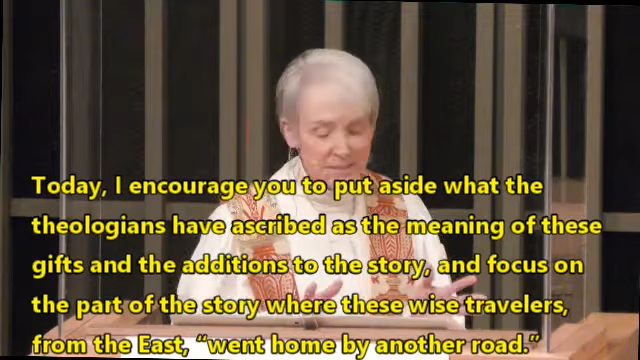 Today, I encourage you to put aside what the
theologians have ascribed as the meaning of these
gifts and the additions to the story, and focus on
the part of the story where these wise travelers,
from the East, “went home by another road.”